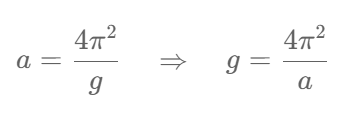 a = 4π²/g ⇒ g = 4π²/a